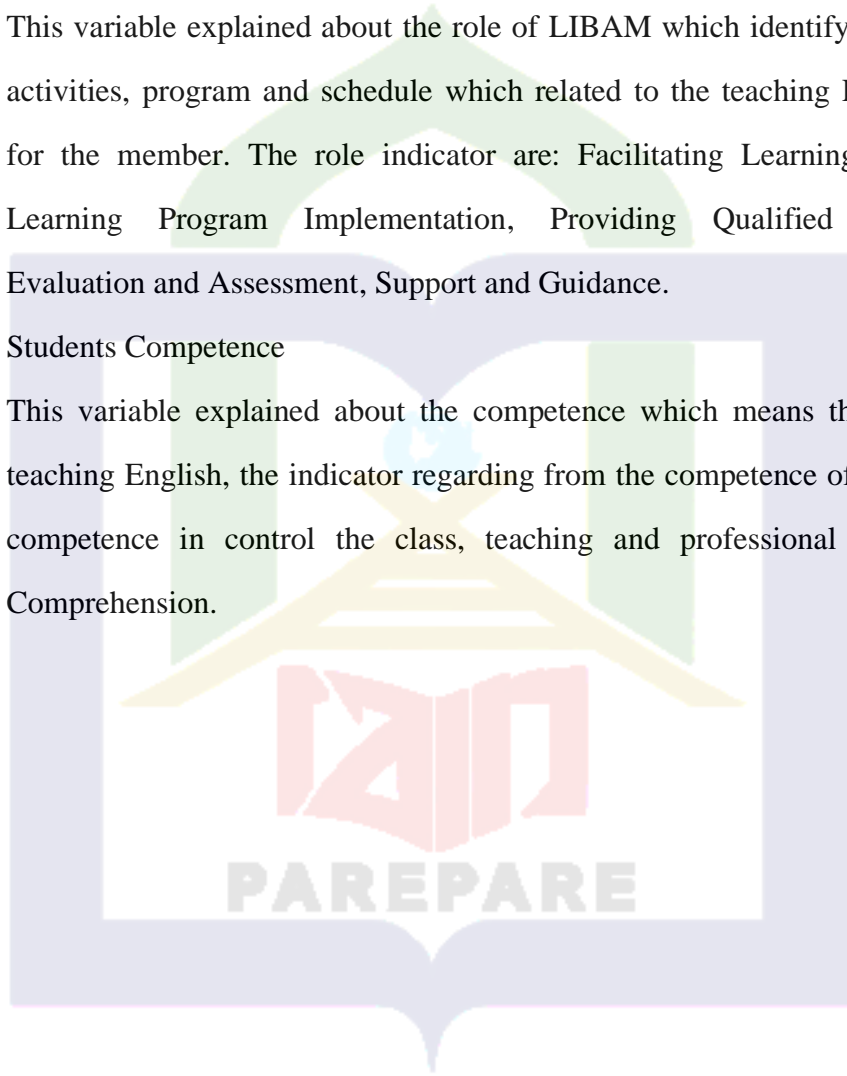 This variable explained about the role of LIBAM which identify
activities, program and schedule which related to the teaching
for the member. The role indicator are: Facilitating Learning
Learning Program Implementation, Providing Qualified
Evaluation and Assessment, Support and Guidance.
Students Competence
This variable explained about the competence which means
teaching English, the indicator regarding from the competence of
competence in control the class, teaching and professional
Comprehension.
iain
PAREPARE